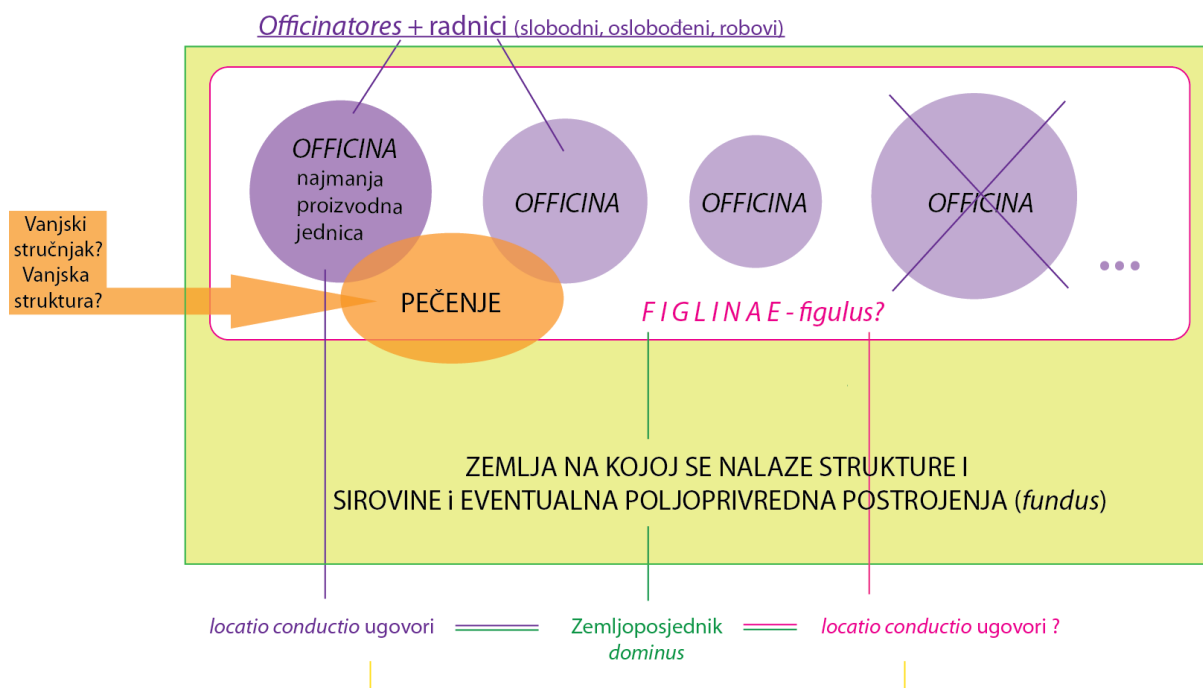 Officinatores + radnici (slobodni, oslobođeni, robovi)
OFFICINA
najmanja
proizvodna
jednica
OFFICINA
OFFICINA
OFFICINA
Vanjski
stručnjak?
Vanjska
struktura?
PEČENJE
FIGLINAE - figulus?
ZEMLJA NA KOJOJ SE NALAZE STRUKTURE I
SIROVINE i EVENTUALNA POLJOPRIVREDNA POSTROJENJA (fundus)
locatio conductio ugovori
Zemljoposjednik
dominus
locatio conductio ugovori ?